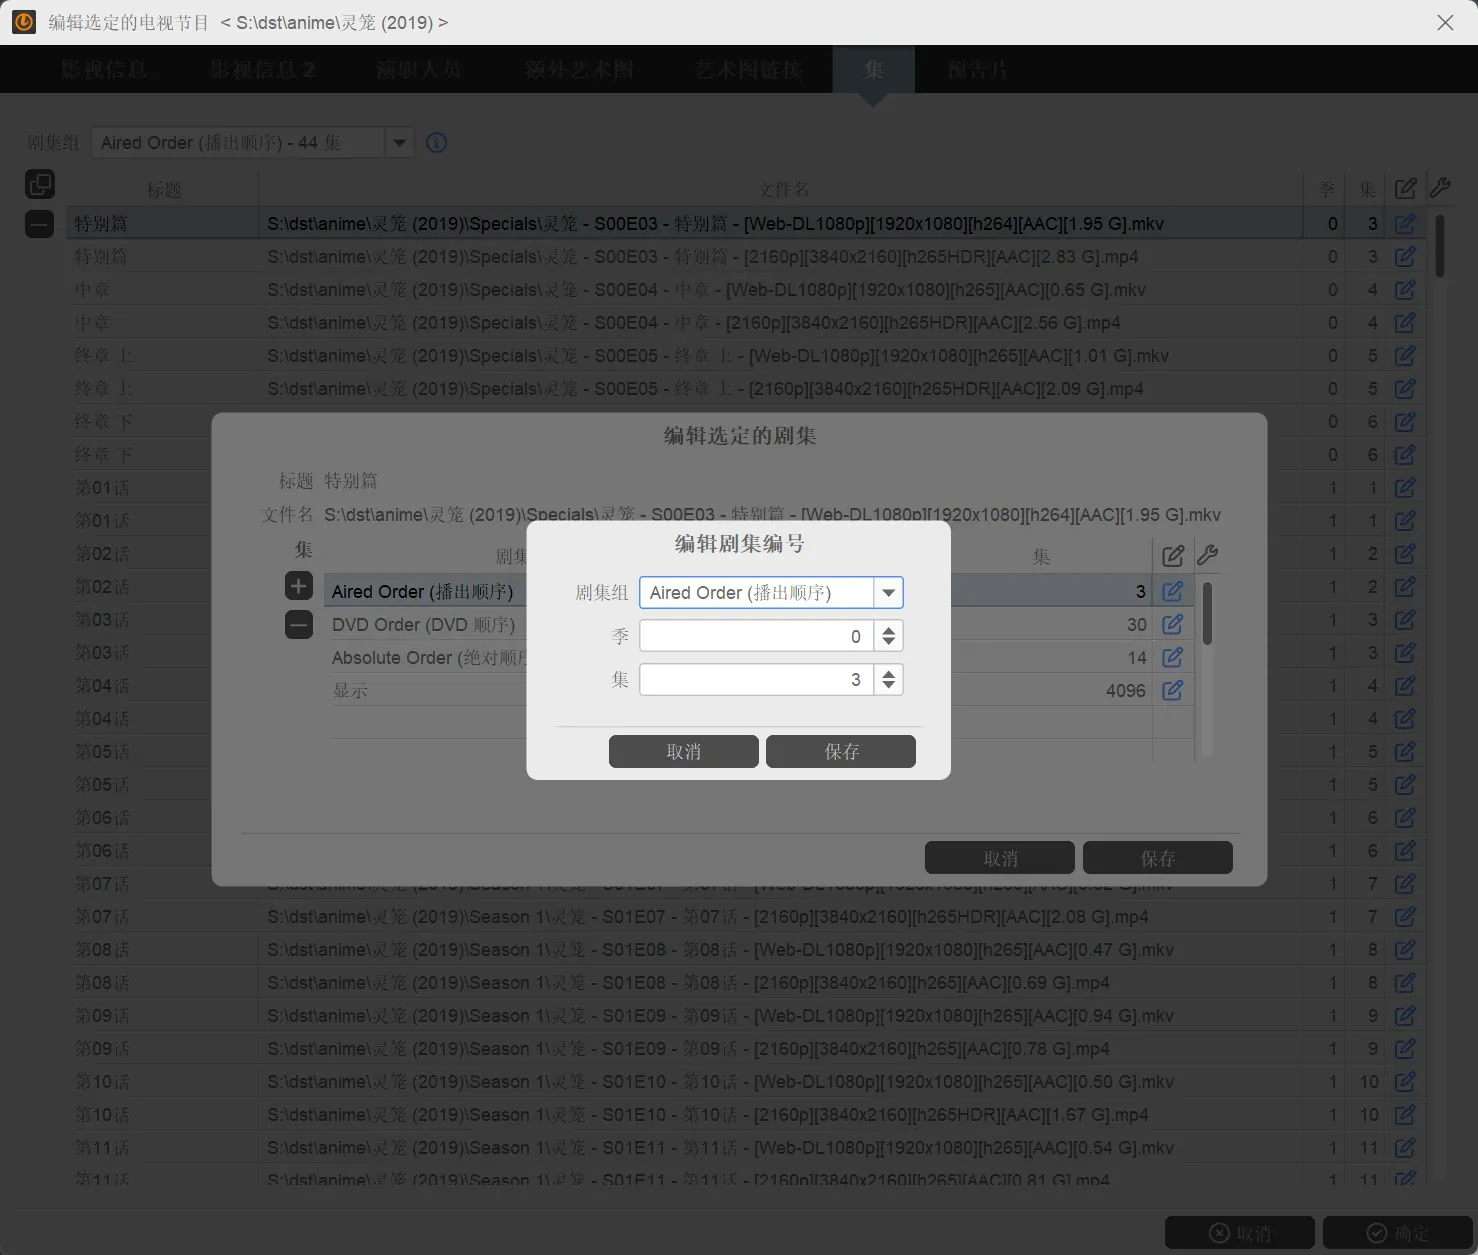 编辑选定的电视节目 < S:\dst\anime\灵笼 (2019) >
影视信息 影视信息 2 演职人员 额外艺术图 艺术图链接 集 预告片
剧集组 Aired Order (播出顺序) - 44 集
标题 文件名 季 集
特别篇 S:\dst\anime\灵笼 (2019)\Specials\灵笼 - S00E03 - 特别篇 - [Web-DL1080p][1920x1080][h264][AAC][1.95 G].mkv 0 3
特别篇 S:\dst\anime\灵笼 (2019)\Specials\灵笼 - S00E03 - 特别篇 - [2160p][3840x2160][h265HDR][AAC][2.83 G].mp4 0 3
中章 S:\dst\anime\灵笼 (2019)\Specials\灵笼 - S00E04 - 中章 - [Web-DL1080p][1920x1080][h265][AAC][0.65 G].mkv 0 4
中章 S:\dst\anime\灵笼 (2019)\Specials\灵笼 - S00E04 - 中章 - [2160p][3840x2160][h265HDR][AAC][2.56 G].mp4 0 4
终章 上 S:\dst\anime\灵笼 (2019)\Specials\灵笼 - S00E05 - 终章 上 - [Web-DL1080p][1920x1080][h265][AAC][1.01 G].mkv 0 5
终章 上 S:\dst\anime\灵笼 (2019)\Specials\灵笼 - S00E05 - 终章 上 - [2160p][3840x2160][h265HDR][AAC][2.09 G].mp4 0 5
终章 下 0 6
终章 下 0 6
第01话 1 1
第01话 1 1
第02话 1 2
第02话 1 2
第03话 1 3
第03话 1 3
第04话 1 4
第04话 1 4
第05话 1 5
第05话 1 5
第06话 1 6
第06话 1 6
第07话 1 7
第07话 S:\dst\anime\灵笼 (2019)\Season 1\灵笼 - S01E07 - 第07话 - [2160p][3840x2160][h265HDR][AAC][2.08 G].mp4 1 7
第08话 S:\dst\anime\灵笼 (2019)\Season 1\灵笼 - S01E08 - 第08话 - [Web-DL1080p][1920x1080][h265][AAC][0.47 G].mkv 1 8
第08话 S:\dst\anime\灵笼 (2019)\Season 1\灵笼 - S01E08 - 第08话 - [2160p][3840x2160][h265][AAC][0.69 G].mp4 1 8
第09话 S:\dst\anime\灵笼 (2019)\Season 1\灵笼 - S01E09 - 第09话 - [Web-DL1080p][1920x1080][h265][AAC][0.94 G].mkv 1 9
第09话 S:\dst\anime\灵笼 (2019)\Season 1\灵笼 - S01E09 - 第09话 - [2160p][3840x2160][h265][AAC][0.78 G].mp4 1 9
第10话 S:\dst\anime\灵笼 (2019)\Season 1\灵笼 - S01E10 - 第10话 - [Web-DL1080p][1920x1080][h265][AAC][0.50 G].mkv 1 10
第10话 S:\dst\anime\灵笼 (2019)\Season 1\灵笼 - S01E10 - 第10话 - [2160p][3840x2160][h265HDR][AAC][1.67 G].mp4 1 10
第11话 S:\dst\anime\灵笼 (2019)\Season 1\灵笼 - S01E11 - 第11话 - [Web-DL1080p][1920x1080][h265][AAC][0.54 G].mkv 1 11
第11话 S:\dst\anime\灵笼 (2019)\Season 1\灵笼 - S01E11 - 第11话 - [2160p][3840x2160][h265][AAC][0.81 G].mp4 1 11
取消 确定
编辑选定的剧集
标题 特别篇
文件名 S:\dst\anime\灵笼 (2019)\Specials\灵笼 - S00E03 - 特别篇 - [Web-DL1080p][1920x1080][h264][AAC][1.95 G].mkv
集 剧集 集
Aired Order (播出顺序) 3
DVD Order (DVD 顺序) 30
Absolute Order (绝对顺序 14
显示 4096
取消 保存
编辑剧集编号
剧集组 Aired Order (播出顺序)
季 0
集 3
取消 保存